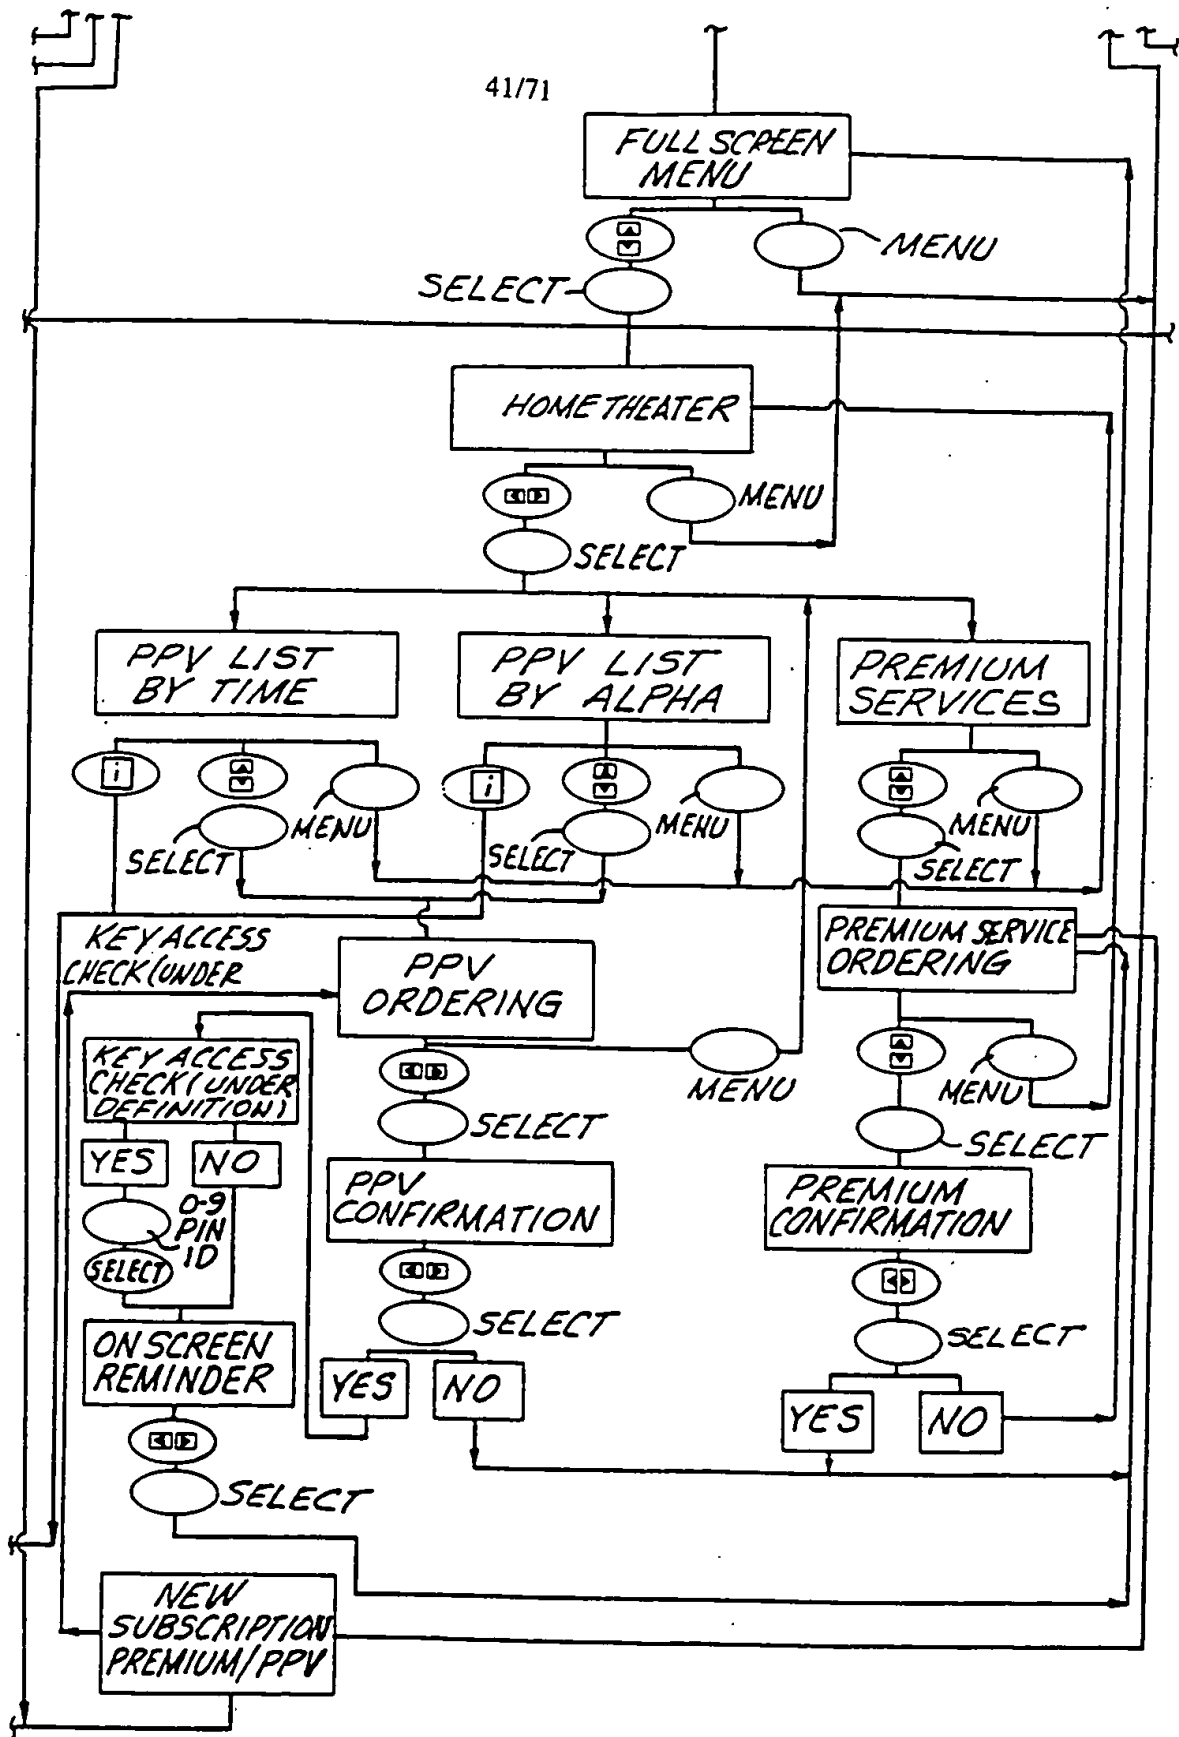 41/71
FULL SCREEN
MENU
MENU
SELECT
HOME THEATER
MENU
SELECT
PPV LIST
BY TIME
PPV LIST
BY ALPHA
PREMIUM
SERVICES
i
i
MENU
MENU
MENU
SELECT
SELECT
SELECT
KEY ACCESS
CHECK (UNDER
PPV
ORDERING
PREMIUM SERVICE
ORDERING
KEY ACCESS
CHECK (UNDER
DEFINITION)
MENU
MENU
SELECT
SELECT
YES
NO
PPV
CONFIRMATION
PREMIUM
CONFIRMATION
0-9
PIN
ID
SELECT
SELECT
SELECT
ON SCREEN
REMINDER
YES
NO
YES
NO
SELECT
NEW
SUBSCRIPTION
PREMIUM/PPV